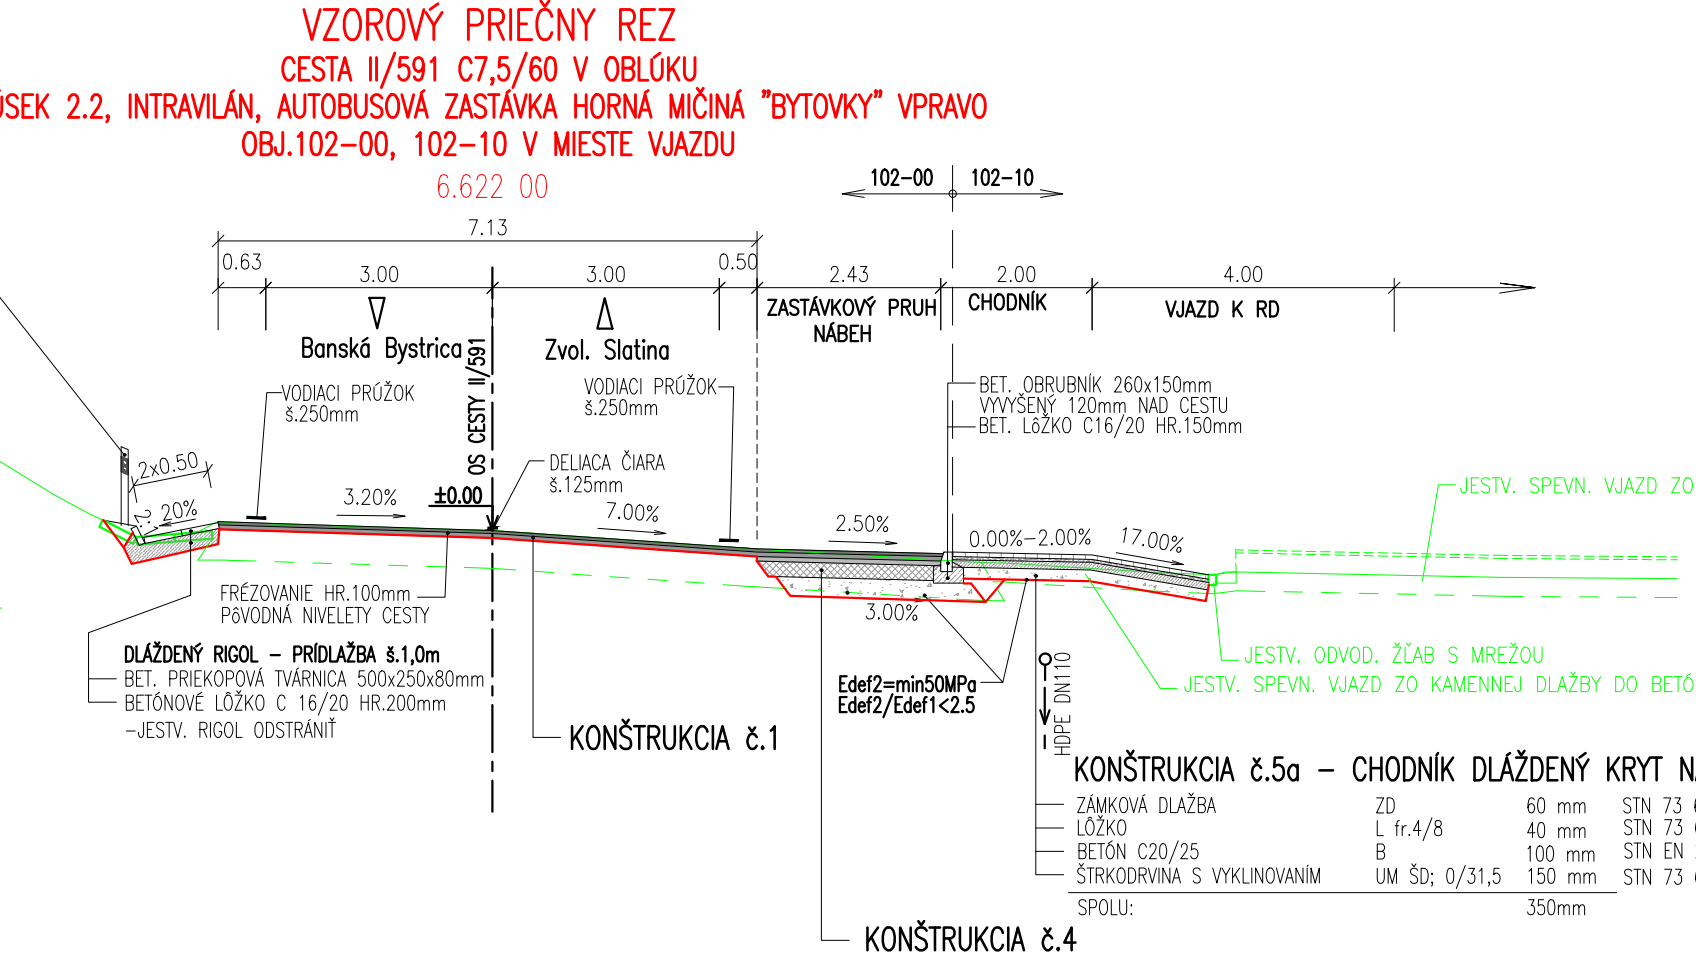 VZOROVÝ PRIEČNY REZ
CESTA II/591 C7,5/60 V OBLÚKU
ÚSEK 2.2, INTRAVILÁN, AUTOBUSOVÁ ZASTÁVKA HORNÁ MIČINÁ "BYTOVKY" VPRAVO
OBJ.102-00, 102-10 V MIESTE VJAZDU
6.622 00
102-00
102-10
7.13
0.63
3.00
3.00
0.50
2.43
2.00
4.00
ZASTÁVKOVÝ PRUH
NÁBEH
CHODNÍK
VJAZD K RD
Banská Bystrica
OS CESTY II/591
Zvol. Slatina
VODIACI PRÚŽOK
š.250mm
VODIACI PRÚŽOK
š.250mm
BET. OBRUBNÍK 260x150mm
VYVYŠENÝ 120mm NAD CESTU
BET. LôŽKO C16/20 HR.150mm
2x0.50
DELIACA ČIARA
š.125mm
JESTV. SPEVN. VJAZD ZO
20%
3.20%
±0.00
7.00%
2.50%
0.00%-2.00%
17.00%
FRÉZOVANIE HR.100mm
PôVODNÁ NIVELETY CESTY
3.00%
DLÁŽDENÝ RIGOL - PRÍDLAŽBA š.1,0m
BET. PRIEKOPOVÁ TVÁRNICA 500x250x80mm
BETÓNOVÉ LÔŽKO C 16/20 HR.200mm
-JESTV. RIGOL ODSTRÁNIŤ
Edef2=min50MPa
Edef2/Edef1<2.5
HDPE DN110
JESTV. ODVOD. ŽĽAB S MREŽOU
JESTV. SPEVN. VJAZD ZO KAMENNEJ DLAŽBY DO BETÓ
KONŠTRUKCIA č.1
KONŠTRUKCIA č.5a - CHODNÍK DLÁŽDENÝ KRYT NA
ZÁMKOVÁ DLAŽBA ZD 60 mm STN 73
LÔŽKO L fr.4/8 40 mm STN 73
BETÓN C20/25 B 100 mm STN EN
ŠTRKODRVINA S VYKLINOVANÍM UM ŠD; 0/31,5 150 mm STN 73
SPOLU: 350mm
KONŠTRUKCIA č.4